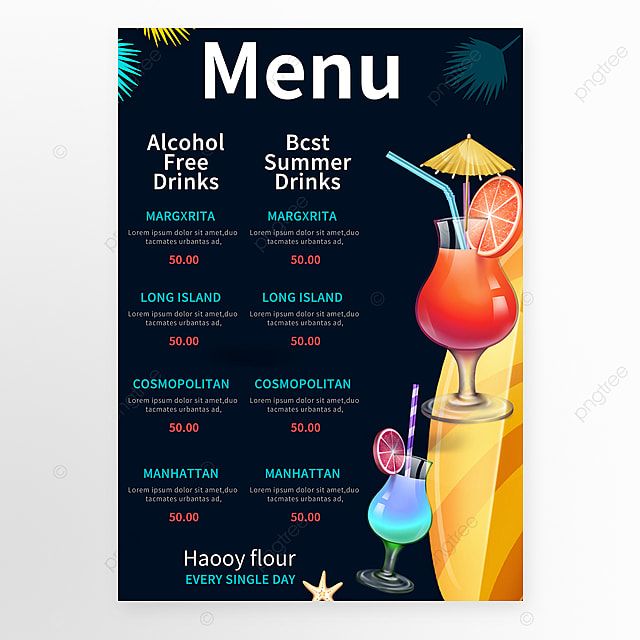 Menu
Alcohol
Free
Drinks
MARGXRITA
Lorem ipsum dolor sit amet,duo
tacmates urbantas ad,
50.00
LONG ISLAND
Lorem ipsum dolor sit amet,duo
tacmates urbantas ad,
50.00
COSMOPOLITAN
Lorem ipsum dolor sit amet,duo
tacmates urbantas ad,
50.00
MANHATTAN
Lorem ipsum dolor sit amet,duo
tacmates urbantas ad,
50.00
Bcst
Summer
Drinks
MARGXRITA
Lorem ipsum dolor sit amet,duo
tacmates urbantas ad,
50.00
LONG ISLAND
Lorem ipsum dolor sit amet,duo
tacmates urbantas ad,
50.00
COSMOPOLITAN
Lorem ipsum dolor sit amet,duo
tacmates urbantas ad,
50.00
MANHATTAN
Lorem ipsum dolor sit amet,duo
tacmates urbantas ad,
50.00
Haooy flour
EVERY SINGLE DAY
pngtree